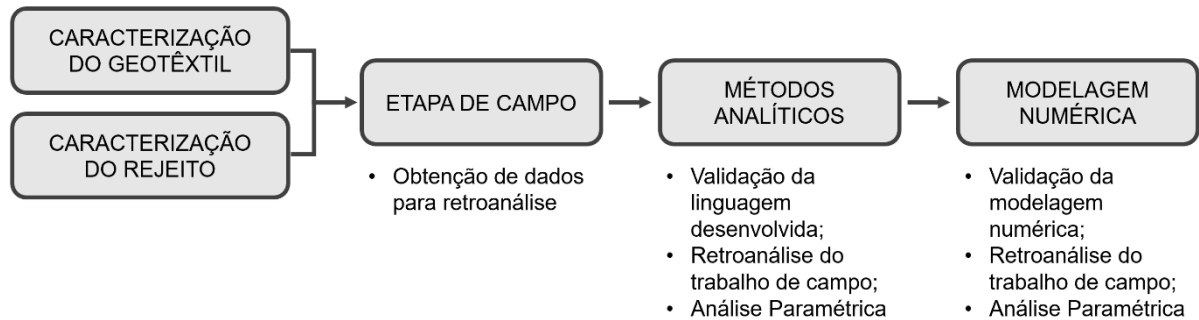 CARACTERIZAÇÃO
DO GEOTÊXTIL
CARACTERIZAÇÃO
DO REJEITO
ETAPA DE CAMPO
• Obtenção de dados
para retroanálise
MÉTODOS
ANALÍTICOS
• Validação da
linguagem
desenvolvida;
• Retroanálise do
trabalho de campo;
• Análise Paramétrica
MODELAGEM
NUMÉRICA
• Validação da
modelagem
numérica;
• Retroanálise do
trabalho de campo;
• Análise Paramétrica